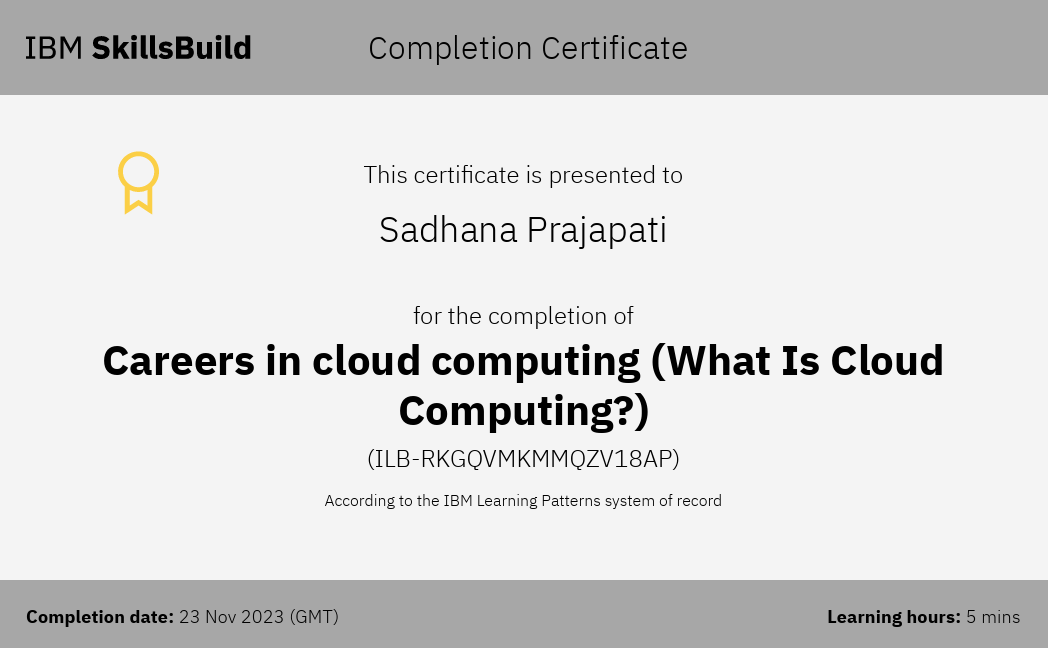 IBM SkillsBuild
Completion Certificate
This certificate is presented to
Sadhana Prajapati
for the completion of
Careers in cloud computing (What Is Cloud
Computing?)
(ILB-RKGQVMKMMQZV18AP)
According to the IBM Learning Patterns system of record
Completion date: 23 Nov 2023 (GMT)
Learning hours: 5 mins